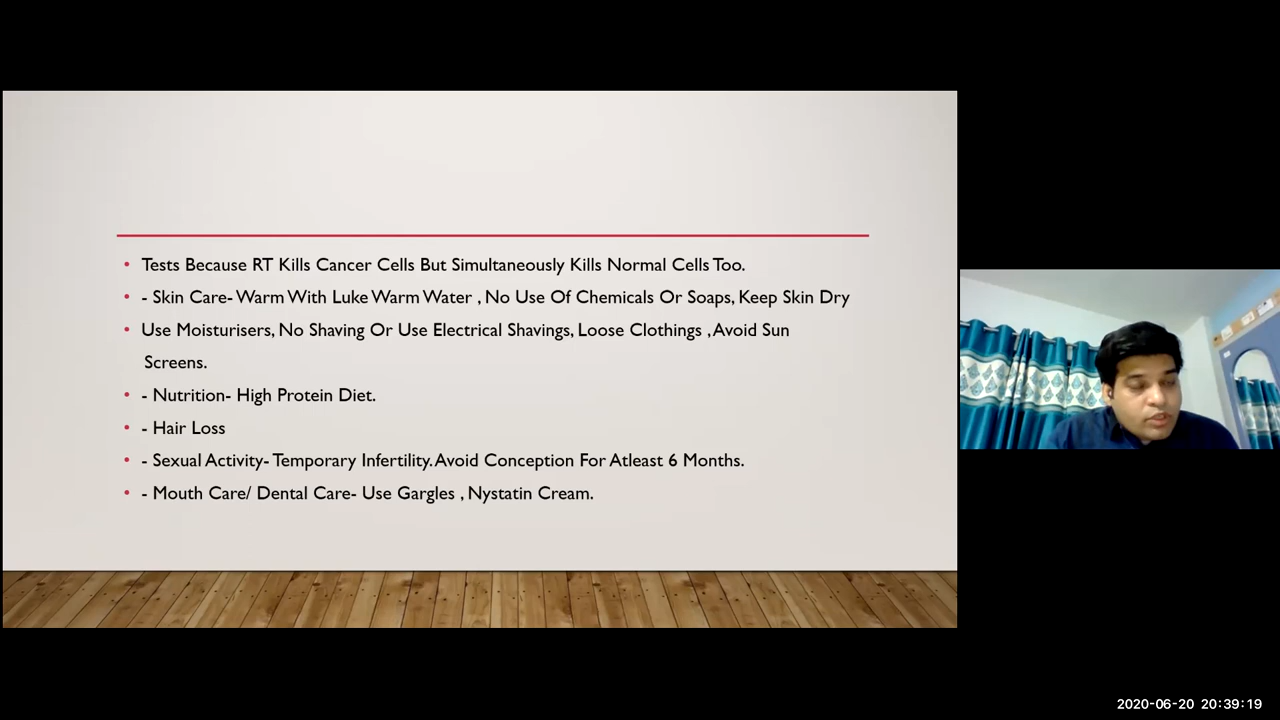 • Tests Because RT Kills Cancer Cells But Simultaneously Kills Normal Cells Too.
• - Skin Care- Warm With Luke Warm Water , No Use Of Chemicals Or Soaps, Keep Skin Dry
• Use Moisturisers, No Shaving Or Use Electrical Shavings, Loose Clothings , Avoid Sun
Screens.
• - Nutrition- High Protein Diet.
• - Hair Loss
• - Sexual Activity- Temporary Infertility. Avoid Conception For Atleast 6 Months.
• - Mouth Care/ Dental Care- Use Gargles , Nystatin Cream.
2020-06-20 20:39:19